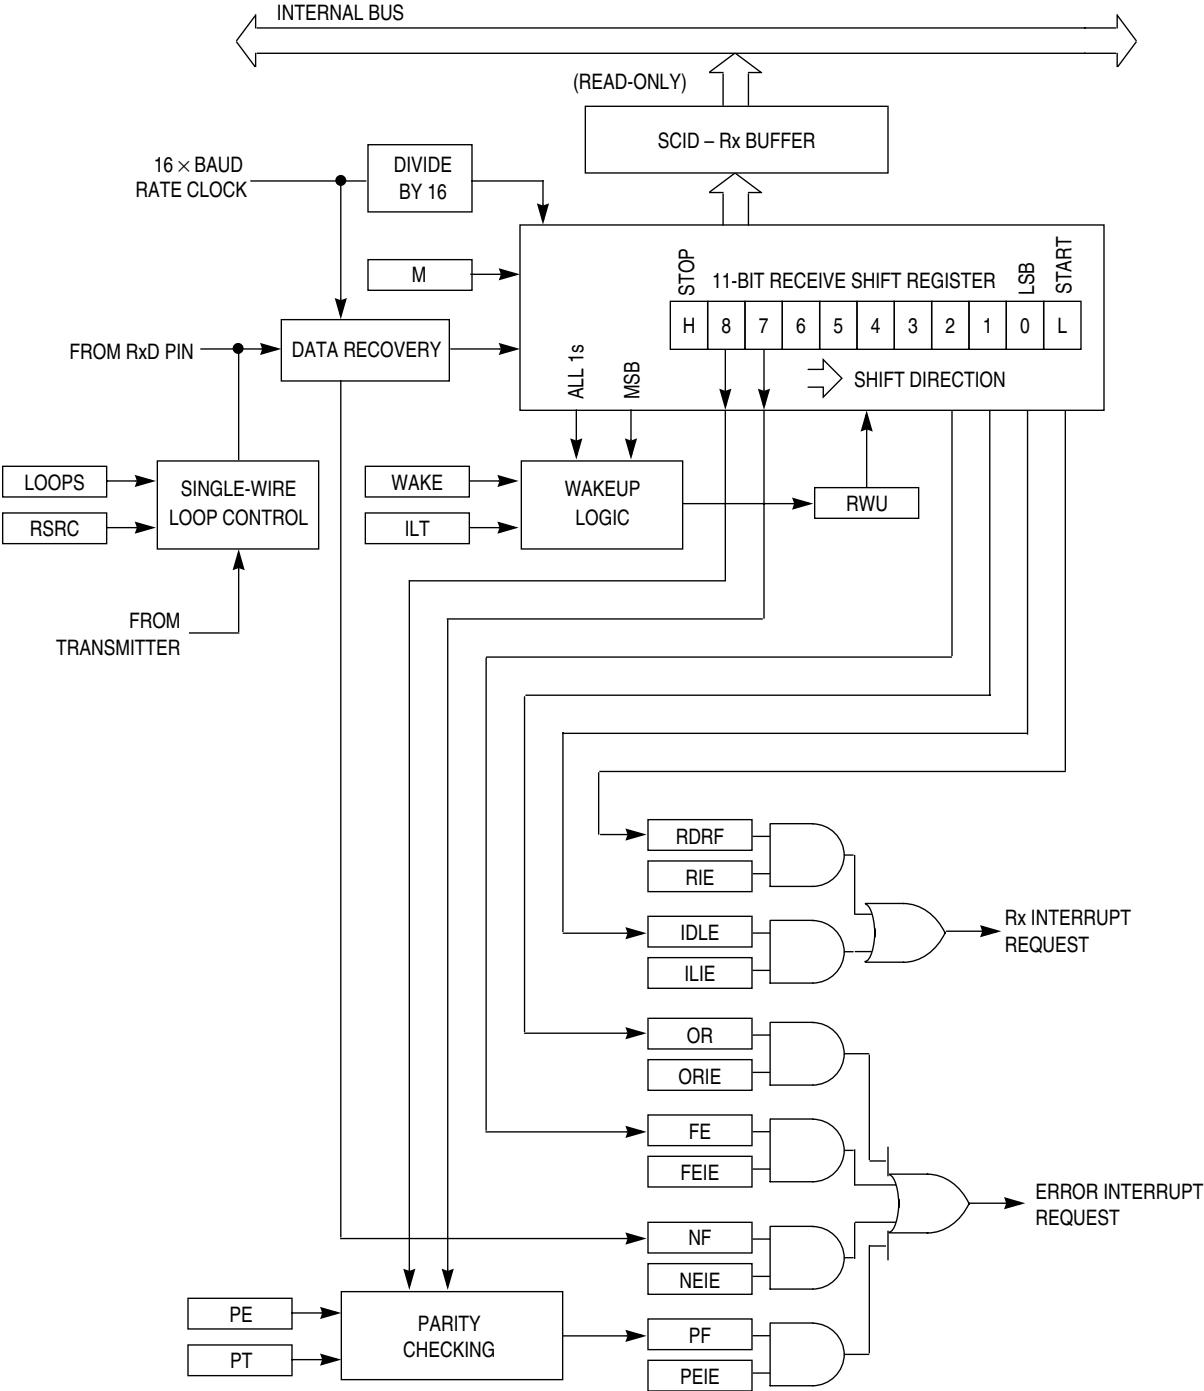 INTERNAL BUS
(READ-ONLY)
SCID – Rx BUFFER
16 × BAUD
RATE CLOCK
DIVIDE
BY 16
M
STOP
11-BIT RECEIVE SHIFT REGISTER
LSB
START
H 8 7 6 5 4 3 2 1 0 L
FROM RxD PIN
DATA RECOVERY
ALL 1s
MSB
SHIFT DIRECTION
LOOPS
RSRC
SINGLE-WIRE
LOOP CONTROL
WAKE
ILT
WAKEUP
LOGIC
RWU
FROM
TRANSMITTER
RDRF
RIE
IDLE
ILIE
Rx INTERRUPT
REQUEST
OR
ORIE
FE
FEIE
ERROR INTERRUPT
REQUEST
NF
NEIE
PE
PT
PARITY
CHECKING
PF
PEIE